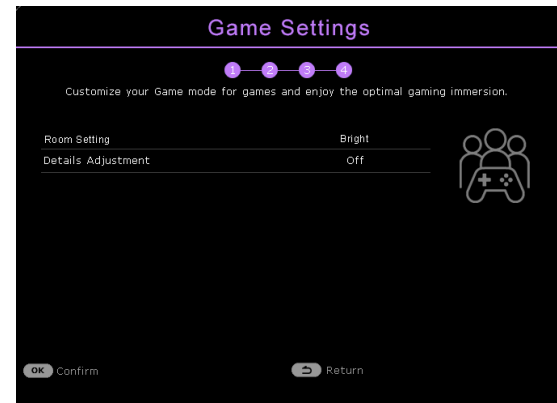 Game Settings
1 2 3 4
Customize your Game mode for games and enjoy the optimal gaming immersion.
Room Setting Bright
Details Adjustment Off
OK Confirm Return